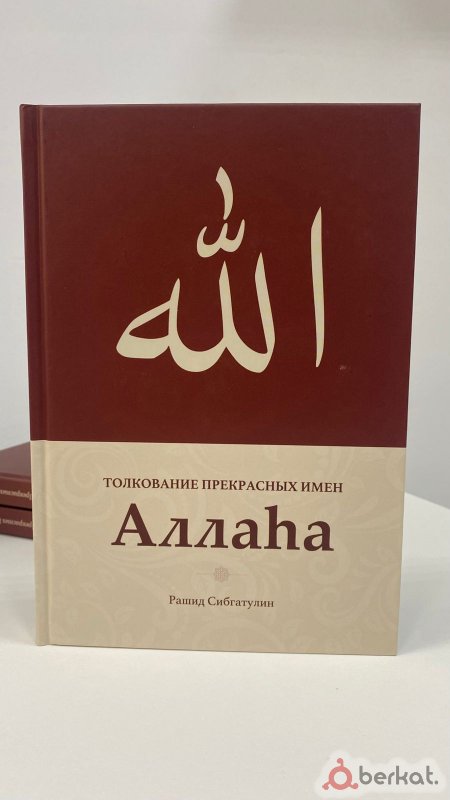 الله
ТОЛКОВАНИЕ ПРЕКРАСНЫХ ИМЕН
Аллаһа
Рашид Сибгатулин
berkat.